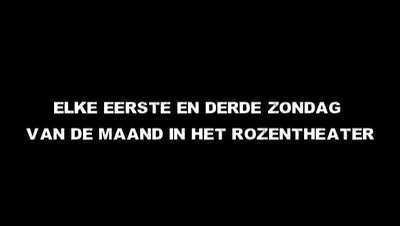 ELKE EERSTE EN DERDE ZONDAG
VAN DE MAAND IN HET ROZENTHEATER